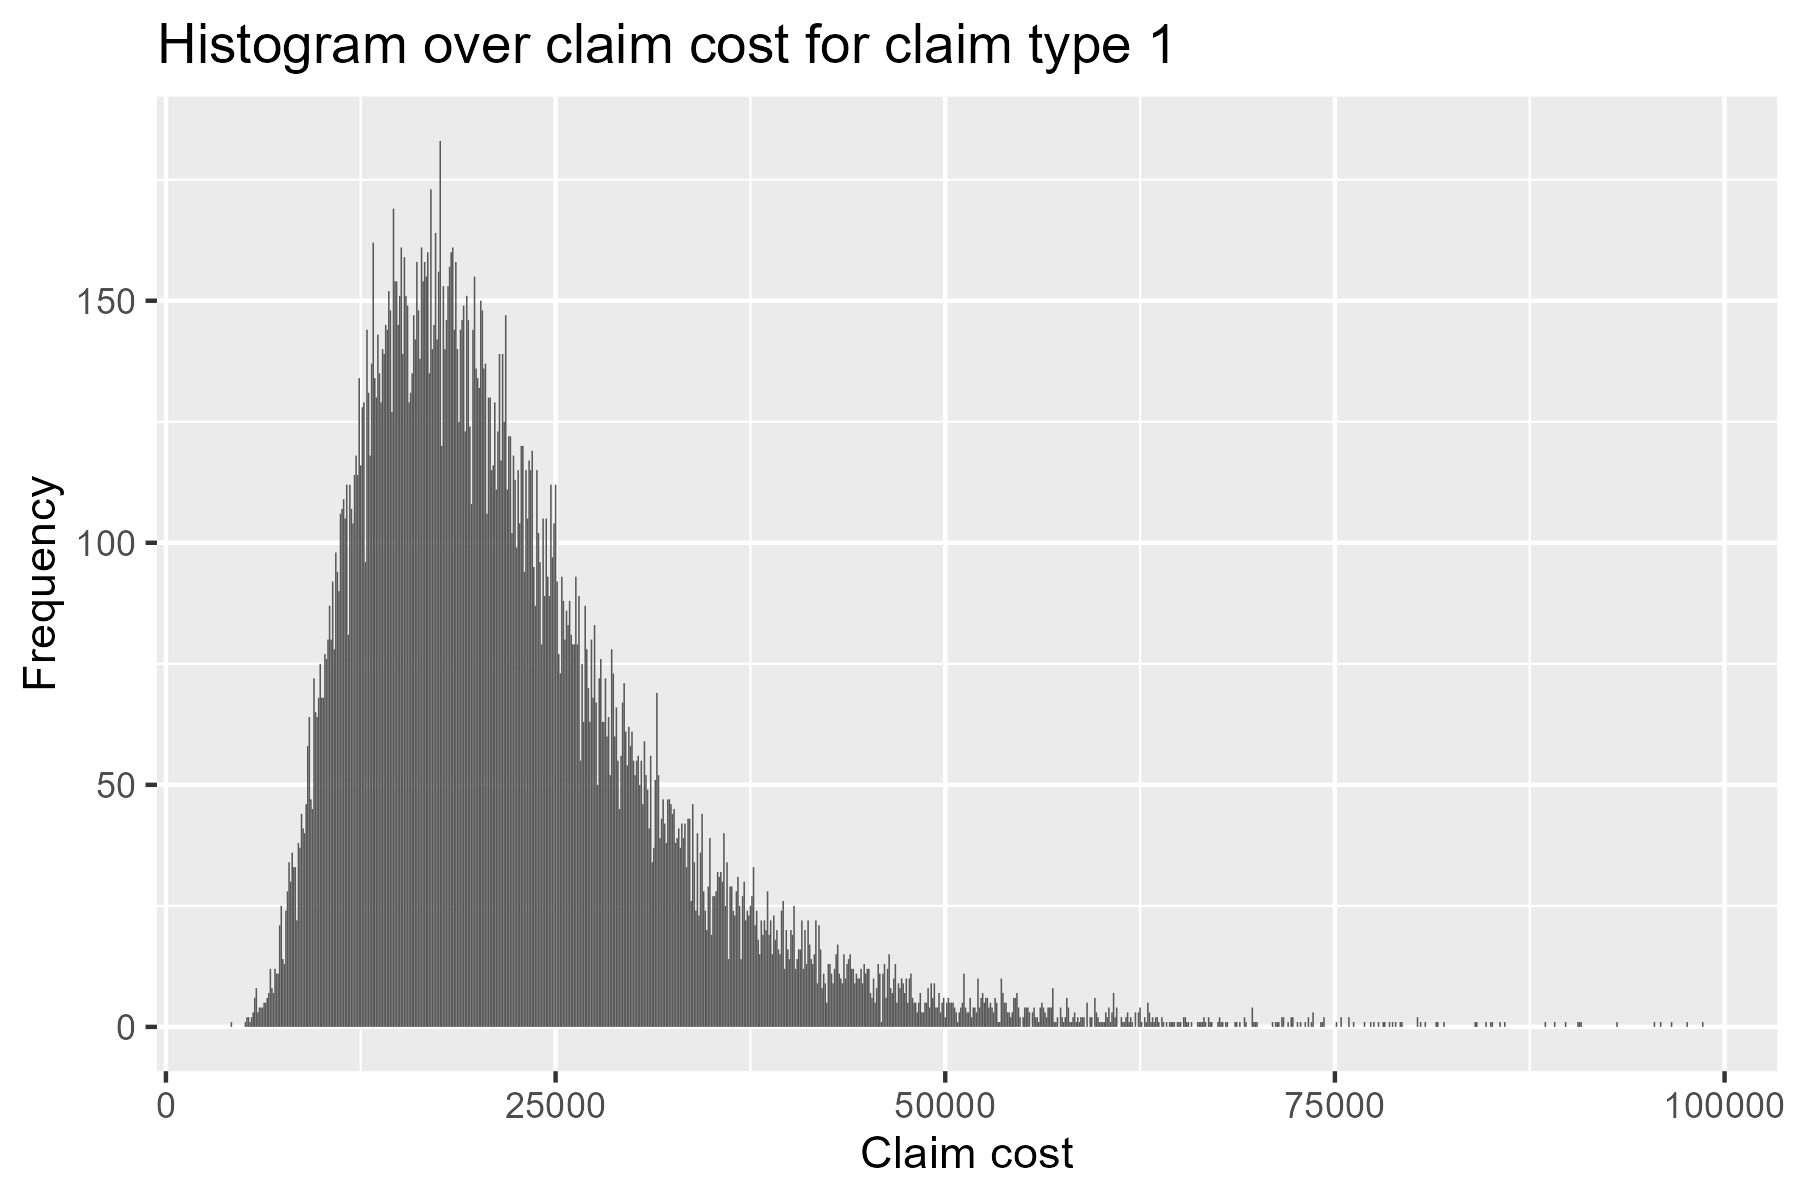 Histogram over claim cost for claim type 1
Frequency
150
100
50
0
0 25000 50000 75000 100000
Claim cost